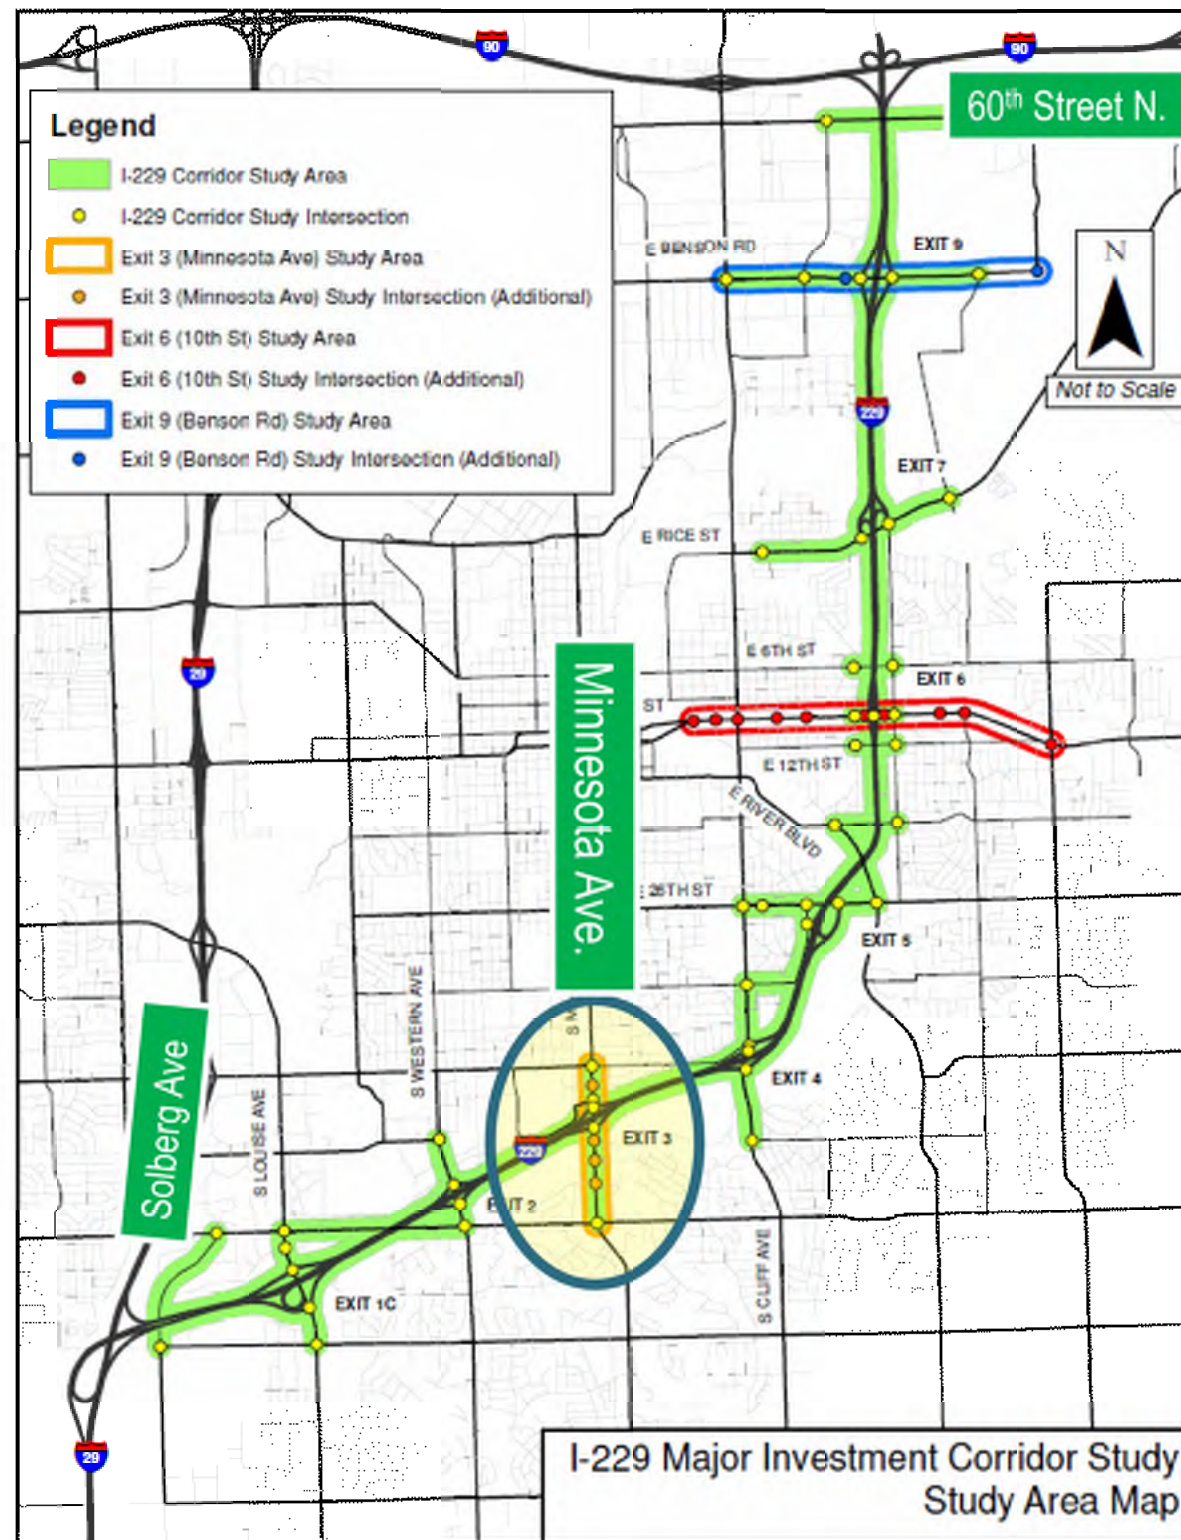 90
90
60th Street N.
Legend
I-229 Corridor Study Area
I-229 Corridor Study Intersection
Exit 3 (Minnesota Ave) Study Area
Exit 3 (Minnesota Ave) Study Intersection (Additional)
Exit 6 (10th St) Study Area
Exit 6 (10th St) Study Intersection (Additional)
Exit 9 (Benson Rd) Study Area
Exit 9 (Benson Rd) Study Intersection (Additional)
E BENSON RD
EXIT 9
N
Not to Scale
229
EXIT 7
E RICE ST
E 6TH ST
29
EXIT 6
ST
E 12TH ST
Minnesota Ave.
E RIVER BLVD
E 26TH ST
EXIT 5
S WESTERN AVE
S M
EXIT 4
Solberg Ave
S LOUISE AVE
EXIT 3
229
EXIT 2
S CLIFF AVE
EXIT 1C
29
I-229 Major Investment Corridor Study
Study Area Map